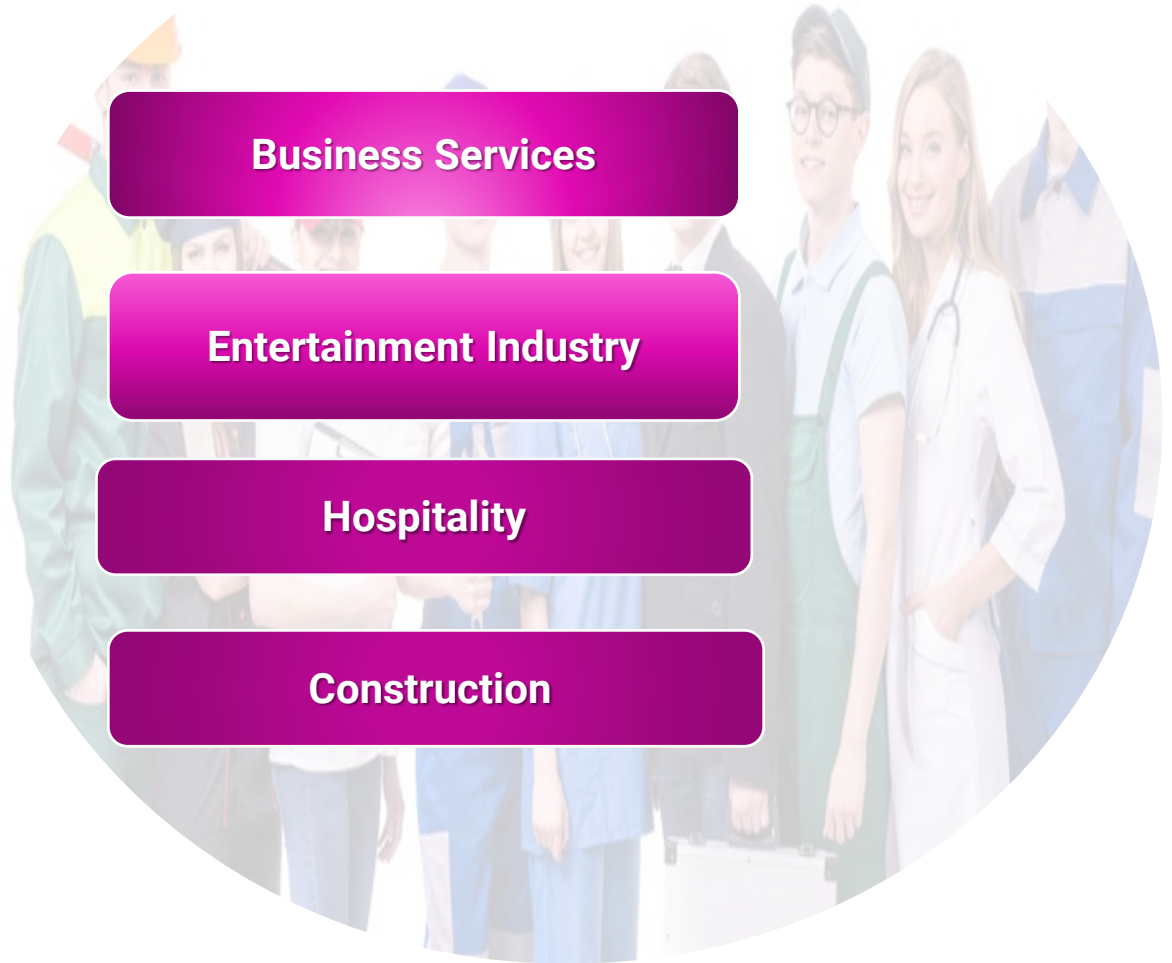 Business Services
Entertainment Industry
Hospitality
Construction